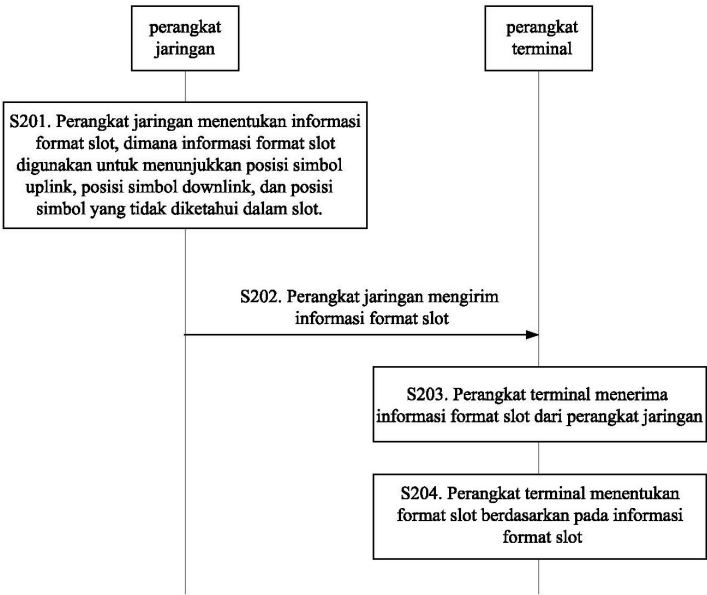 perangkat
jaringan
perangkat
terminal
S201. Perangkat jaringan menentukan informasi
format slot, dimana informasi format slot
digunakan untuk menunjukkan posisi simbol
uplink, posisi simbol downlink, dan posisi
simbol yang tidak diketahui dalam slot.
S202. Perangkat jaringan mengirim
informasi format slot
S203. Perangkat terminal menerima
informasi format slot dari perangkat jaringan
S204. Perangkat terminal menentukan
format slot berdasarkan pada informasi
format slot